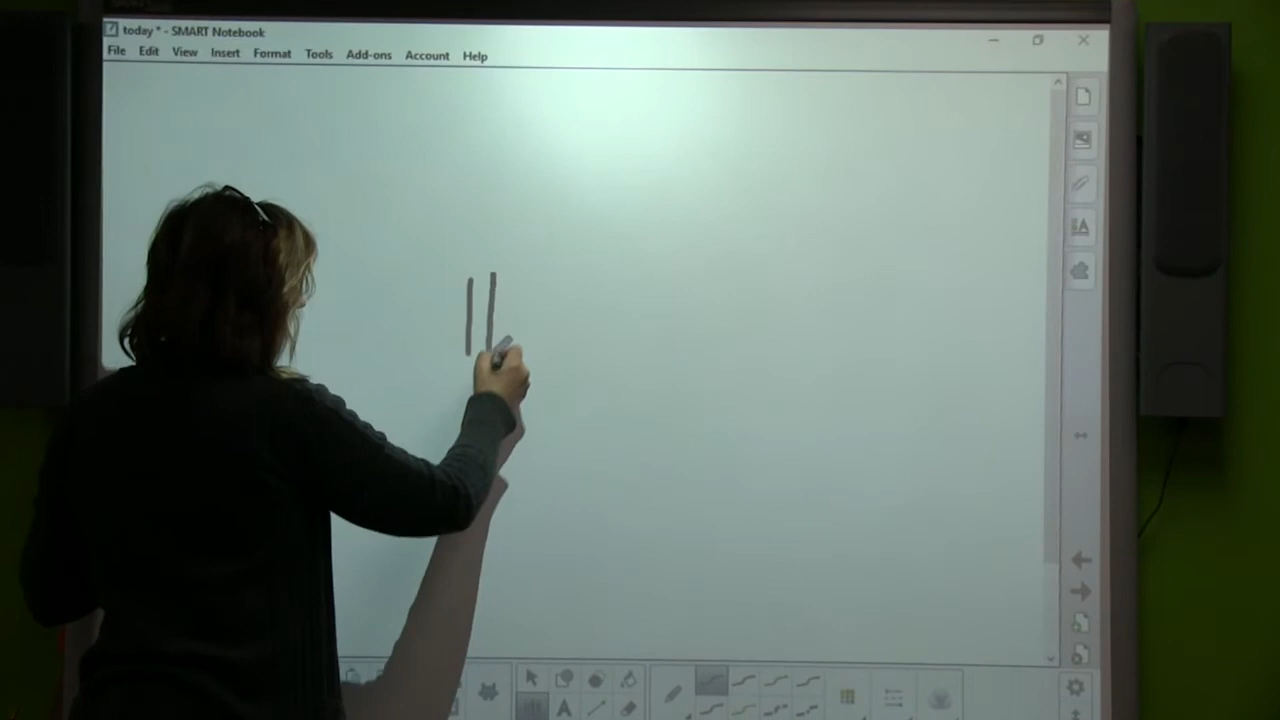 today * - SMART Notebook
File Edit View Insert Format Tools Add-ons Account Help